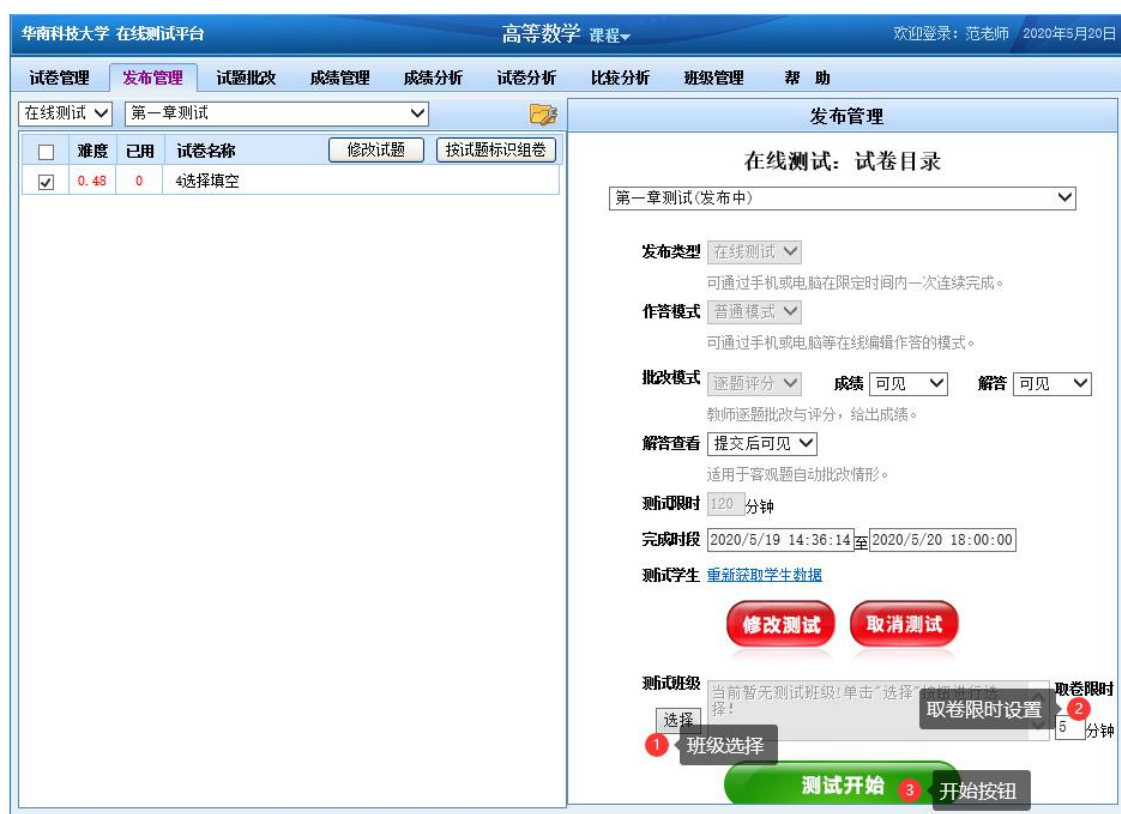 华南科技大学 在线测试平台 高等数学 课程 欢迎登录：范老师 2020年5月20日
试卷管理 发布管理 试题批改 成绩管理 成绩分析 试卷分析 比较分析 班级管理 帮 助
在线测试 第一章测试
难度 已用 试卷名称 修改试题 按试题标识组卷
0.48 0 4选择填空
发布管理
在线测试：试卷目录
第一章测试(发布中)
发布类型 在线测试
可通过手机或电脑在限定时间内一次连续完成。
作答模式 普通模式
可通过手机或电脑等在线编辑作答的模式。
批改模式 逐题评分 成绩 可见 解答 可见
教师逐题批改与评分，给出成绩。
解答查看 提交后可见
适用于客观题自动批改情形。
测试限时 120 分钟
完成时段 2020/5/19 14:36:14 至 2020/5/20 18:00:00
测试学生 重新获取学生数据
修改测试 取消测试
测试班级 当前暂无测试班级!单击"选择"按钮进行选 取卷限时
择!
取卷限时设置 2
选择 5 分钟
1 班级选择
测试开始 3 开始按钮